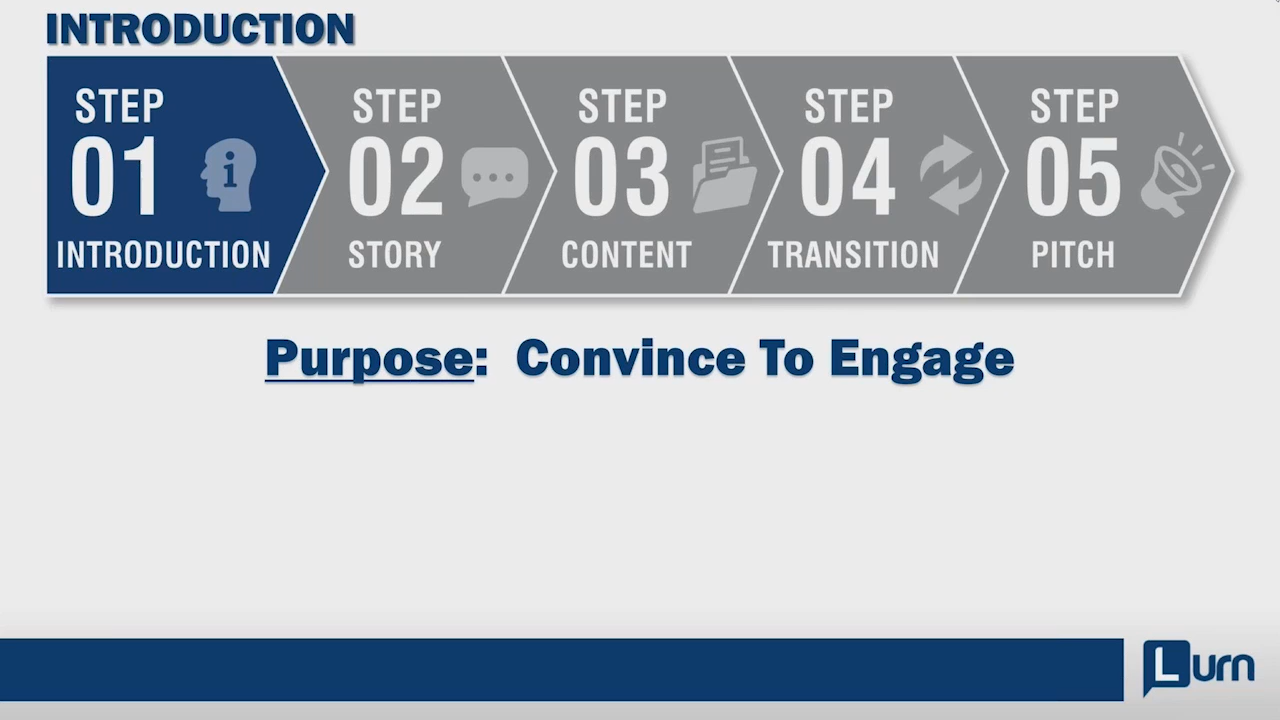 INTRODUCTION
STEP
01
INTRODUCTION
STEP
02
STORY
STEP
03
CONTENT
STEP
04
TRANSITION
STEP
05
PITCH
Purpose: Convince To Engage
Lurn